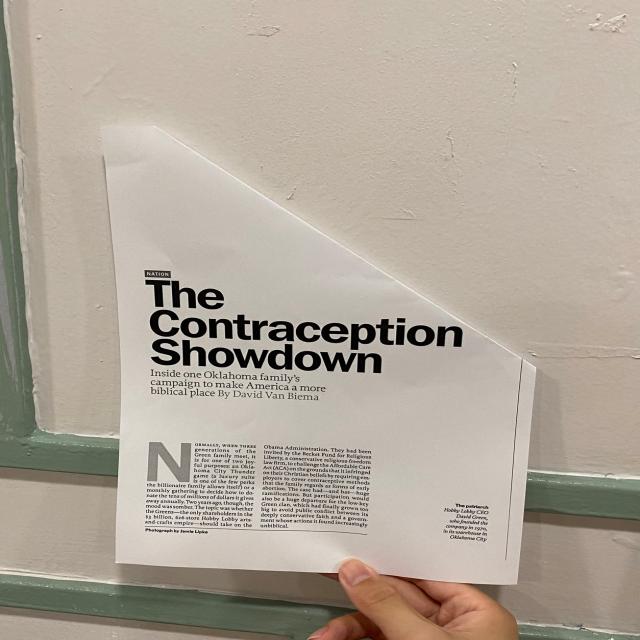 NATION
The
Contraception
Showdown
Inside one Oklahoma family's
campaign to make America a more
biblical place By David Van Biema
NORMALLY, WHEN THREE
generations of the
Green family meet, it
is for one of two joy-
ful purposes: an Okla-
homa City Thunder
game (a luxury suite
is one of the few perks
the billionaire family allows itself) or a
monthly gathering to decide how to do-
nate the tens of millions of dollars it gives
away annually. Two years ago, though, the
mood was somber. The topic was whether
the Greens—the only shareholders in the
$3 billion, 626-store Hobby Lobby arts-
and-crafts empire—should take on the
Obama Administration. They had been
invited by the Becket Fund for Religious
Liberty, a conservative religious-freedom
law firm, to challenge the Affordable Care
Act (ACA) on the grounds that it infringed
on their Christian beliefs by requiring em-
ployers to cover contraceptive methods
that the family regards as forms of early
abortion. The case had—and has—huge
ramifications. But participation would
also be a huge departure for the low-key
Green clan, which had finally grown too
big to avoid public conflict between its
deeply conservative faith and a govern-
ment whose actions it found increasingly
unbiblical.
Photograph by Jamie Lipke
The patriarch
Hobby Lobby CEO
David Green,
who founded the
company in 1970,
in its warehouse in
Oklahoma City